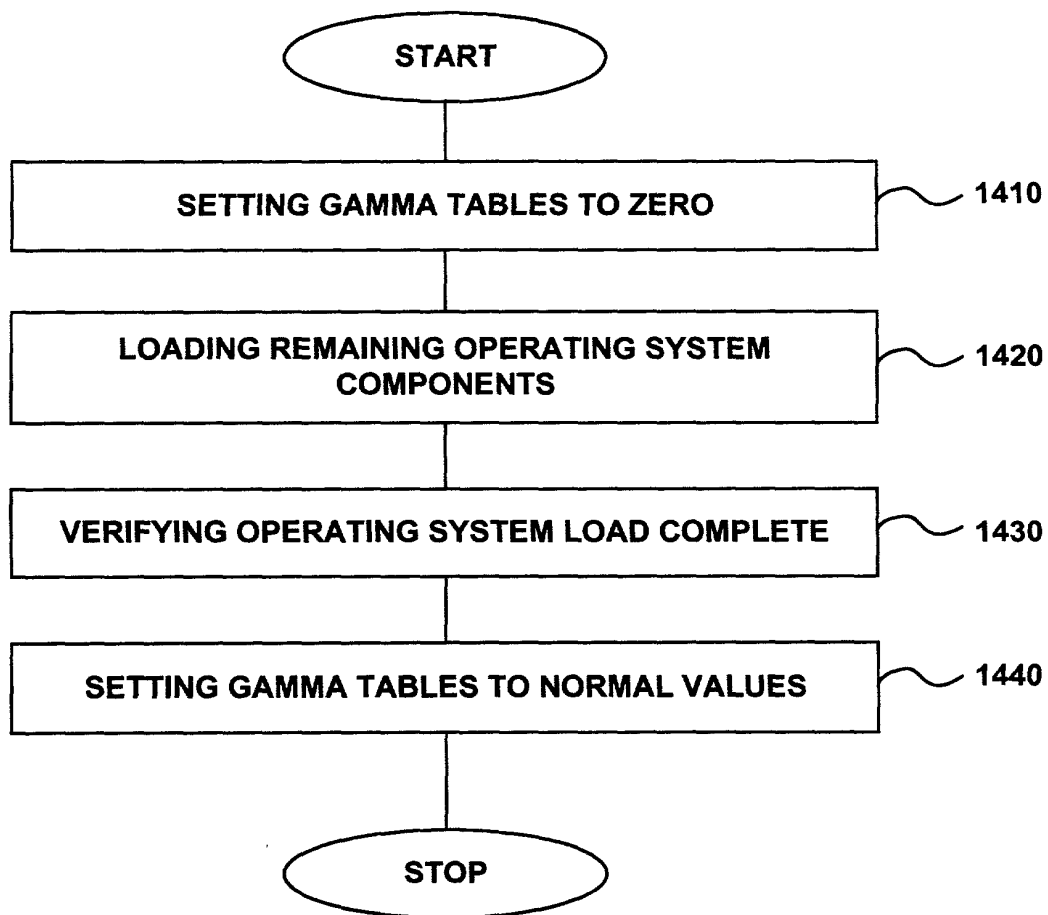 START
SETTING GAMMA TABLES TO ZERO
1410
LOADING REMAINING OPERATING SYSTEM
COMPONENTS
1420
VERIFYING OPERATING SYSTEM LOAD COMPLETE
1430
SETTING GAMMA TABLES TO NORMAL VALUES
1440
STOP